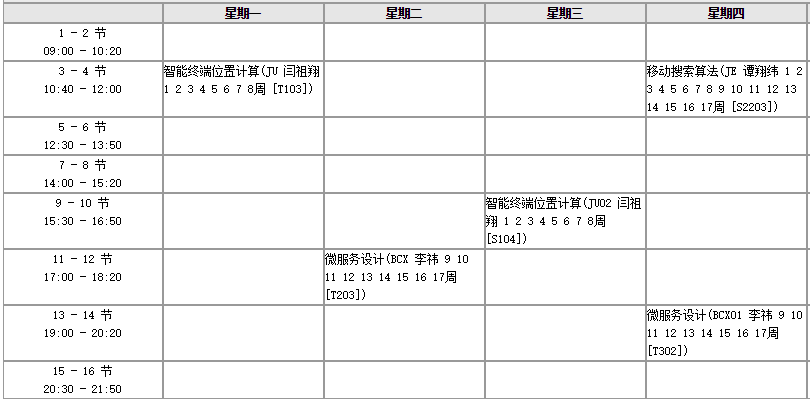 星期一 星期二 星期三 星期四
1 - 2 节
09:00 - 10:20
3 - 4 节
10:40 - 12:00
智能终端位置计算(JU 闫祖翔
1 2 3 4 5 6 7 8周 [T103])
移动搜索算法(JE 谭翔纬 1 2
3 4 5 6 7 8 9 10 11 12 13
14 15 16 17周 [S2203])
5 - 6 节
12:30 - 13:50
7 - 8 节
14:00 - 15:20
9 - 10 节
15:30 - 16:50
智能终端位置计算(JU02 闫祖
翔 1 2 3 4 5 6 7 8周
[S104])
11 - 12 节
17:00 - 18:20
微服务设计(BCX 李祎 9 10
11 12 13 14 15 16 17周
[T203])
13 - 14 节
19:00 - 20:20
微服务设计(BCX01 李祎 9 10
11 12 13 14 15 16 17周
[T302])
15 - 16 节
20:30 - 21:50